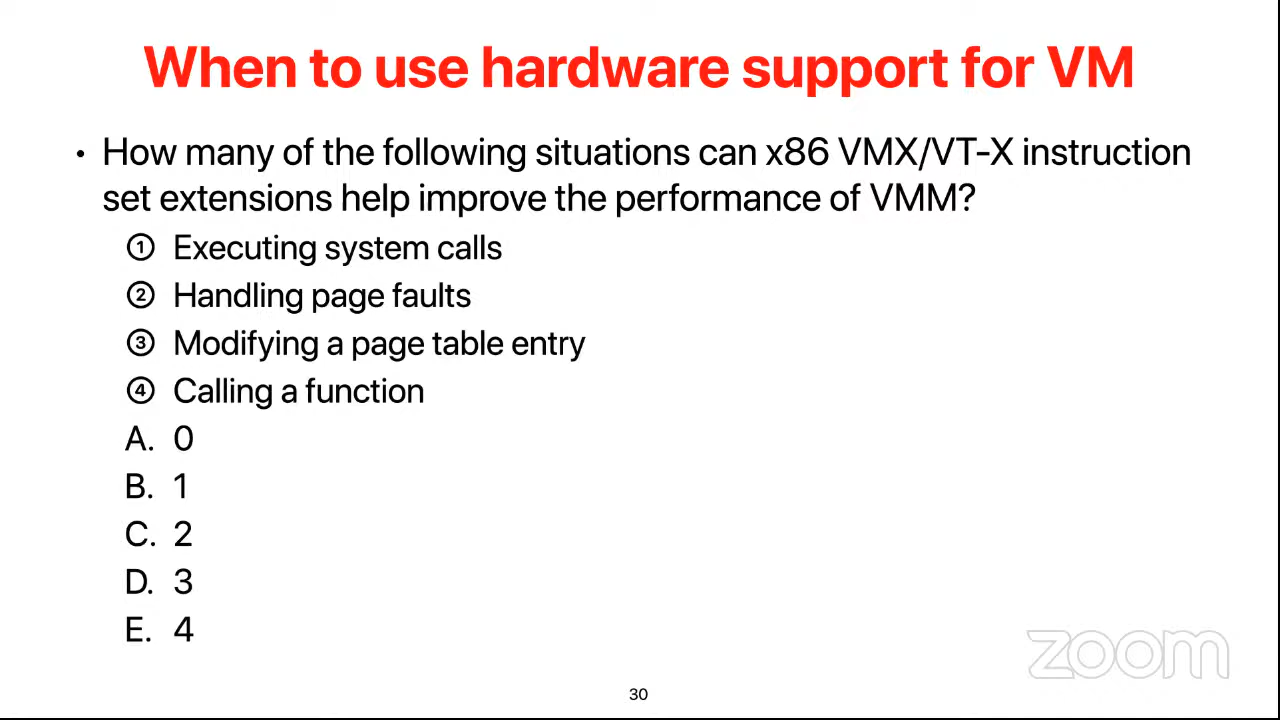 When to use hardware support for VM
• How many of the following situations can x86 VMX/VT-X instruction
set extensions help improve the performance of VMM?
① Executing system calls
② Handling page faults
③ Modifying a page table entry
④ Calling a function
A. 0
B. 1
C. 2
D. 3
E. 4
zoom
30